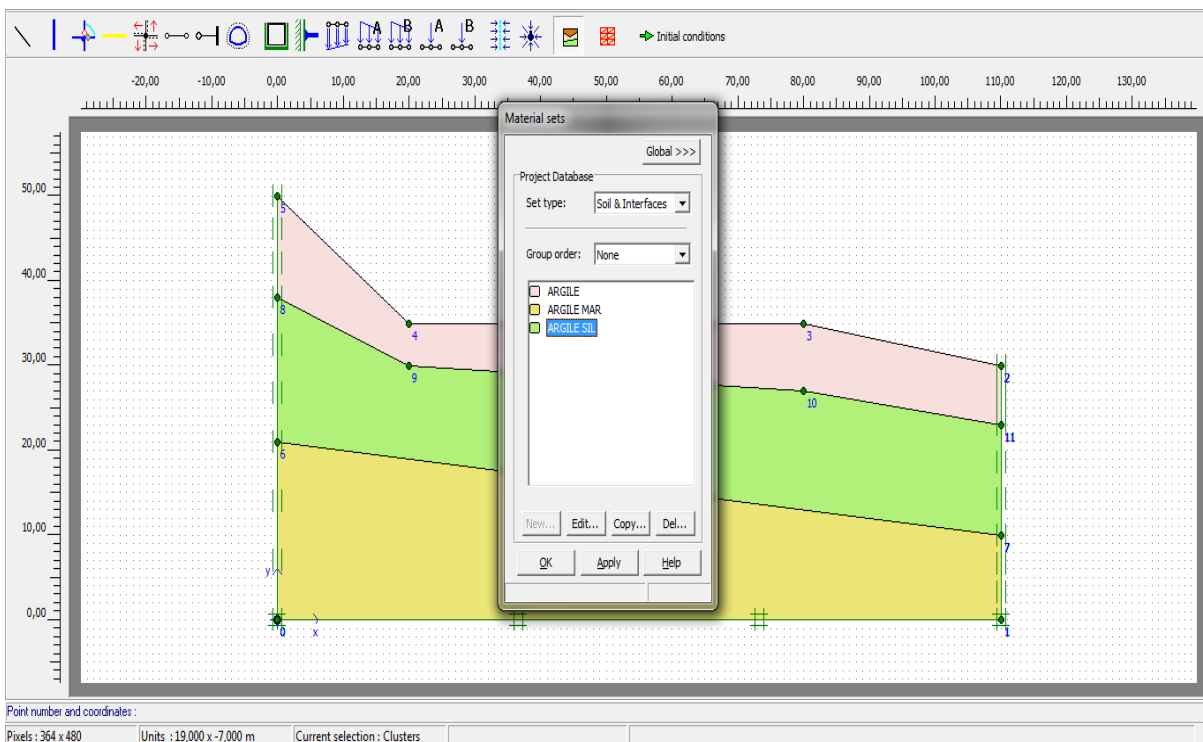 A B A B Initial conditions
-20,00 -10,00 0,00 10,00 20,00 30,00 40,00 50,00 60,00 70,00 80,00 90,00 100,00 110,00 120,00 130,00
Material sets
Global >>>
Project Database
Set type: Soil & Interfaces
Group order: None
ARGILE
ARGILE MAR
ARGILE SIL
New... Edit... Copy... Del...
OK Apply Help
50,00
40,00
30,00
20,00
10,00
0,00
5
8
4
9
6
3
10
2
11
7
y
0 x 1
Point number and coordinates :
Pixels : 364 x 480 Units : 19,000 x -7,000 m Current selection : Clusters